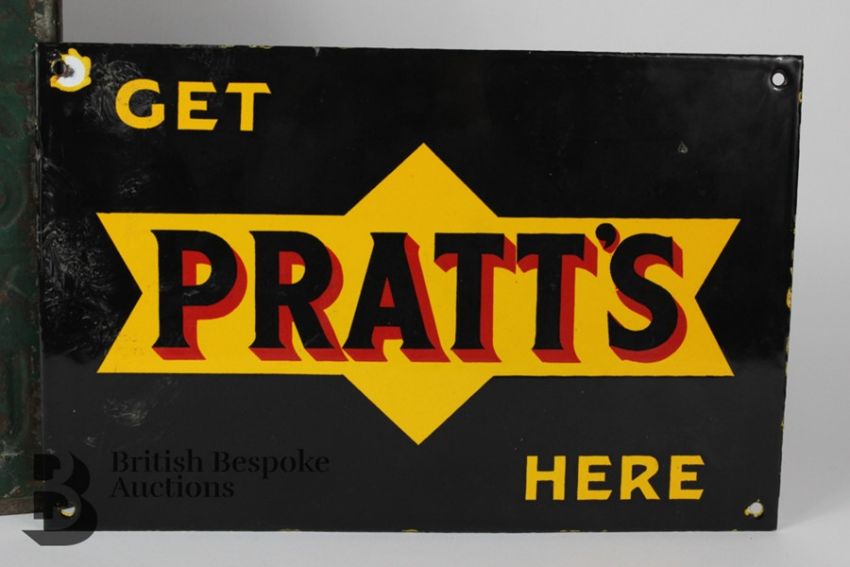 GET
PRATT'S
HERE
British Bespoke
Auctions